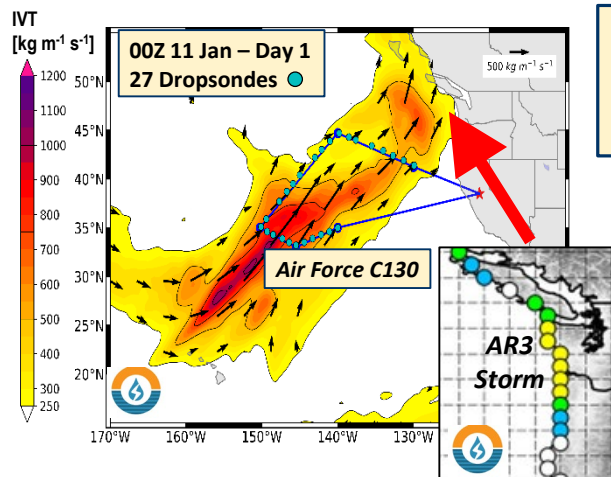 IVT
[kg m⁻¹ s⁻¹]
1200
1100
1000
900
800
700
600
500
400
300
250
00Z 11 Jan – Day 1
27 Dropsondes
500 kg m⁻¹ s⁻¹
50°N
45°N
40°N
35°N
30°N
25°N
20°N
Air Force C130
AR3
Storm
170°W
160°W
150°W
140°W
130°W